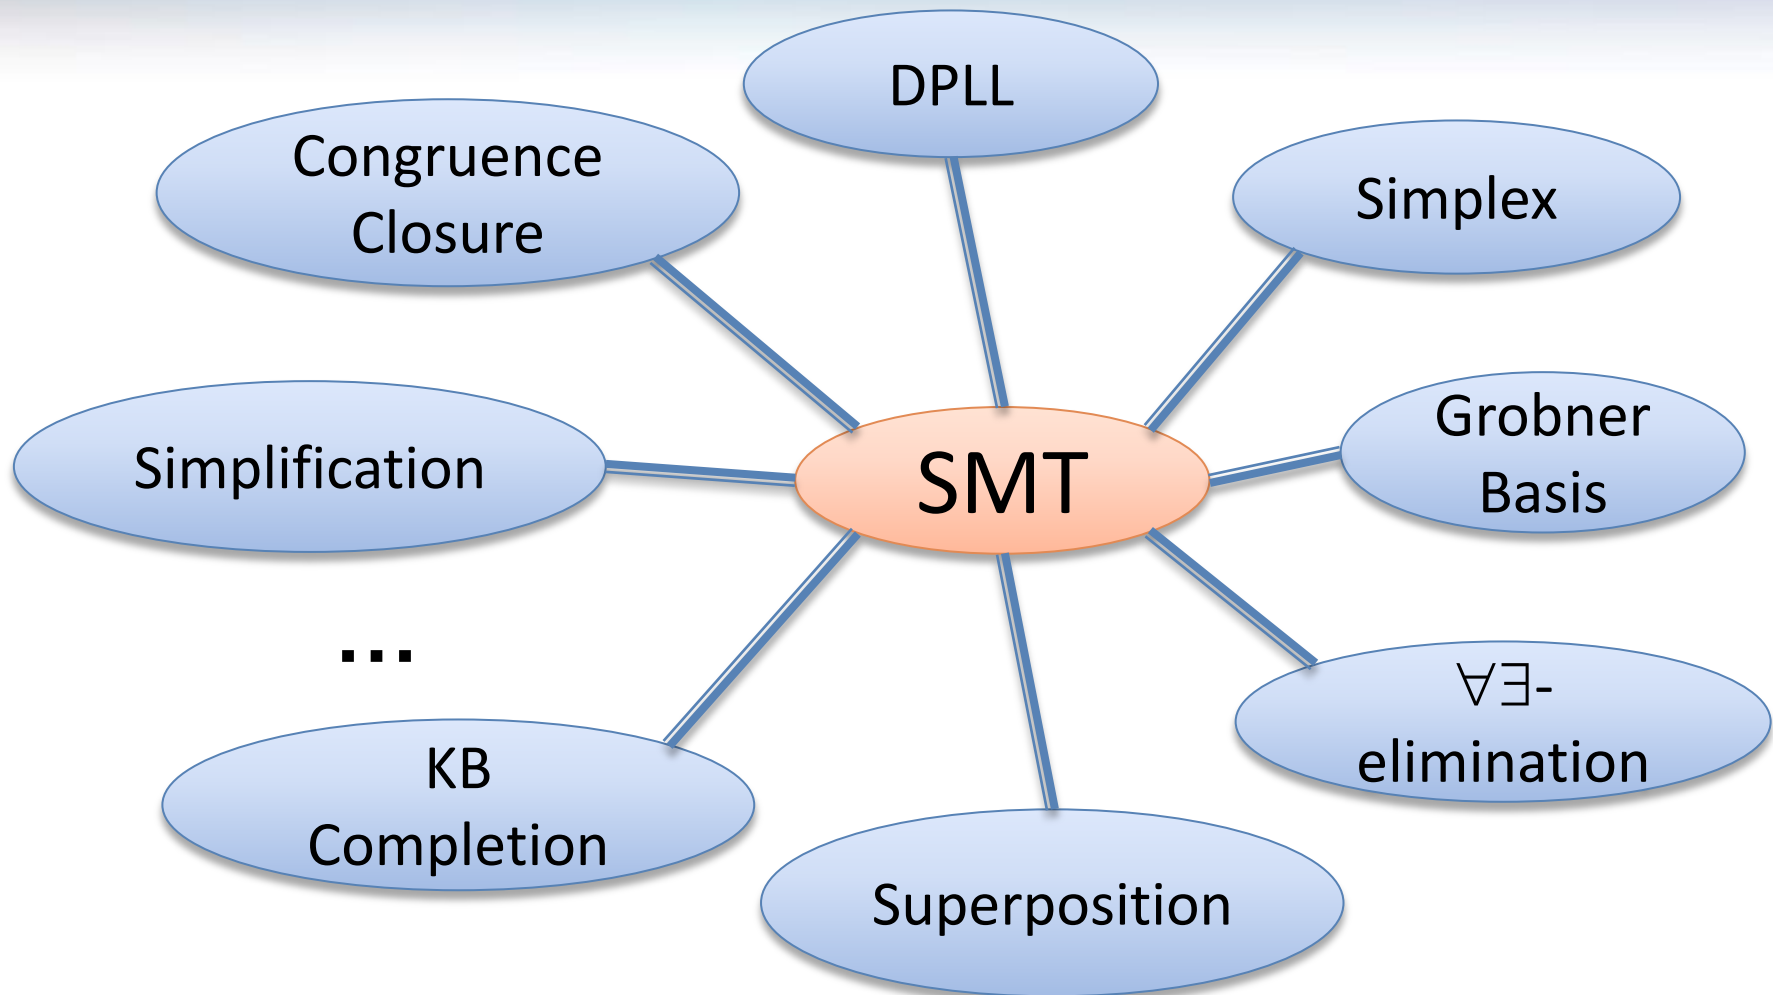 DPLL
Congruence
Closure
Simplex
Grobner
Basis
Simplification
SMT
...
∀∃-
elimination
KB
Completion
Superposition